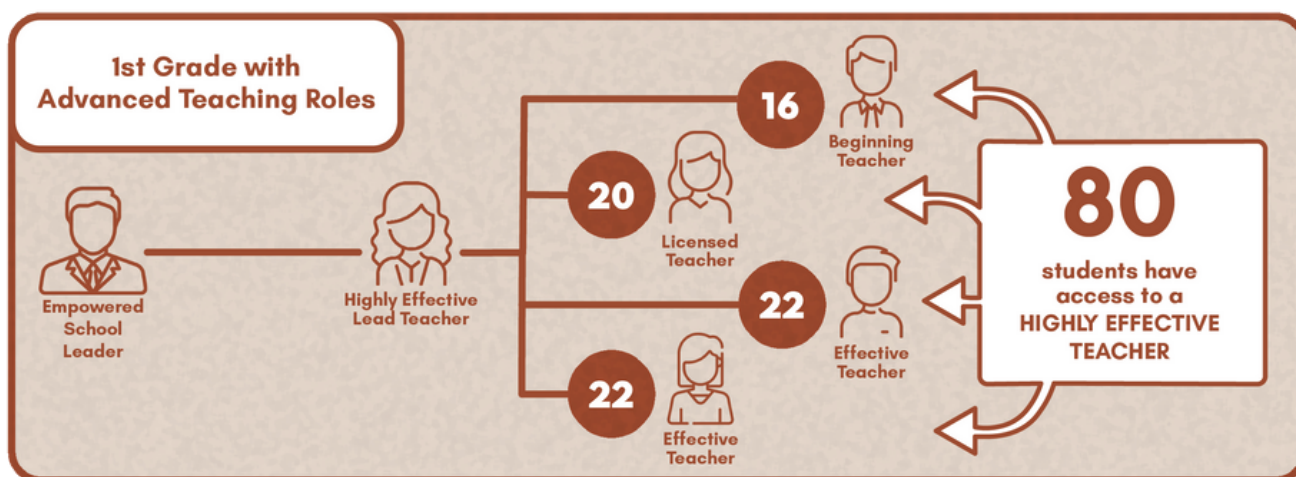 1st Grade with
Advanced Teaching Roles
Empowered
School
Leader
Highly Effective
Lead Teacher
16
Beginning
Teacher
20
Licensed
Teacher
22
Effective
Teacher
22
Effective
Teacher
80
students have
access to a
HIGHLY EFFECTIVE
TEACHER